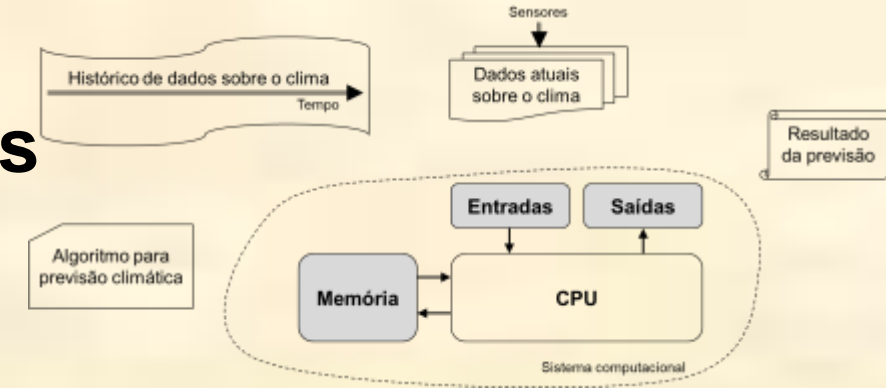 Sensores
Histórico de dados sobre o clima
Tempo
Dados atuais
sobre o clima
s
Resultado
da previsão
Algoritmo para
previsão climática
Entradas
Saídas
Memória
CPU
Sistema computacional